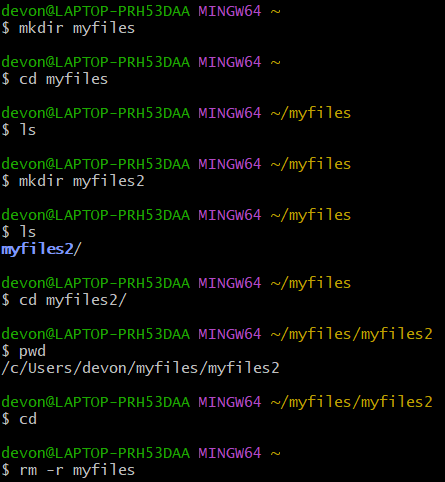 devon@LAPTOP-PRH53DAA MINGW64 ~
$ mkdir myfiles
devon@LAPTOP-PRH53DAA MINGW64 ~
$ cd myfiles
devon@LAPTOP-PRH53DAA MINGW64 ~/myfiles
$ ls
devon@LAPTOP-PRH53DAA MINGW64 ~/myfiles
$ mkdir myfiles2
devon@LAPTOP-PRH53DAA MINGW64 ~/myfiles
$ ls
myfiles2/
devon@LAPTOP-PRH53DAA MINGW64 ~/myfiles
$ cd myfiles2/
devon@LAPTOP-PRH53DAA MINGW64 ~/myfiles/myfiles2
$ pwd
/c/Users/devon/myfiles/myfiles2
devon@LAPTOP-PRH53DAA MINGW64 ~/myfiles/myfiles2
$ cd
devon@LAPTOP-PRH53DAA MINGW64 ~
$ rm -r myfiles